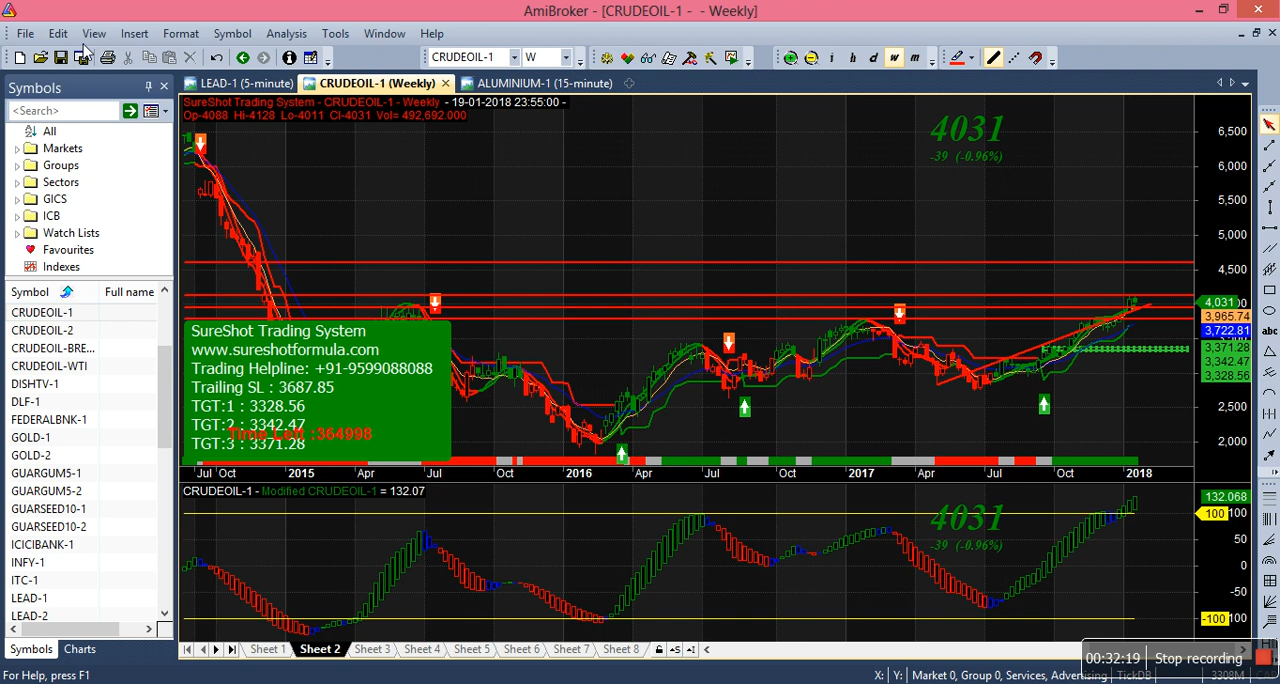 AmiBroker - [CRUDEOIL-1 - - Weekly]
File Edit View Insert Format Symbol Analysis Tools Window Help
CRUDEOIL-1 W i h d w m
Symbols
LEAD-1 (5-minute) CRUDEOIL-1 (Weekly) ALUMINIUM-1 (15-minute)
<Search>
All
Markets
Groups
Sectors
GICS
ICB
Watch Lists
Favourites
Indexes
Symbol Full name
CRUDEOIL-1
CRUDEOIL-2
CRUDEOIL-BRE...
CRUDEOIL-WTI
DISHTV-1
DLF-1
FEDERALBNK-1
GOLD-1
GOLD-2
GUARGUM5-1
GUARGUM5-2
GUARSEED10-1
GUARSEED10-2
ICICIBANK-1
INFY-1
ITC-1
LEAD-1
LEAD-2
Symbols Charts
SureShot Trading System - CRUDEOIL-1 - Weekly - 19-01-2018 23:55:00 -
Op-4088 Hi-4128 Lo-4011 Cl-4031 Vol= 492,692.000
4031
-39 (-0.96%)
6,500
6,000
5,500
5,000
4,500
4,031
3,965.74
3,722.81
3,371.28
3,342.47
3,328.56
2,500
2,000
SureShot Trading System
www.sureshotformula.com
Trading Helpline: +91-9599088088
Trailing SL : 3687.85
TGT:1 : 3328.56
TGT:2 : 3342.47
Time Left :364998
TGT:3 : 3371.28
Jul Oct 2015 Apr Jul Oct 2016 Apr Jul Oct 2017 Apr Jul Oct 2018
CRUDEOIL-1 - Modified CRUDEOIL-1 = 132.07
4031
-39 (-0.96%)
132.068
100 100
50
0
-50
-100 100
Sheet 1 Sheet 2 Sheet 3 Sheet 4 Sheet 5 Sheet 6 Sheet 7 Sheet 8
abc
00:32:19 Stop recording
For Help, press F1
X: Y: Market 0, Group 0, Services, Advertising TickDB